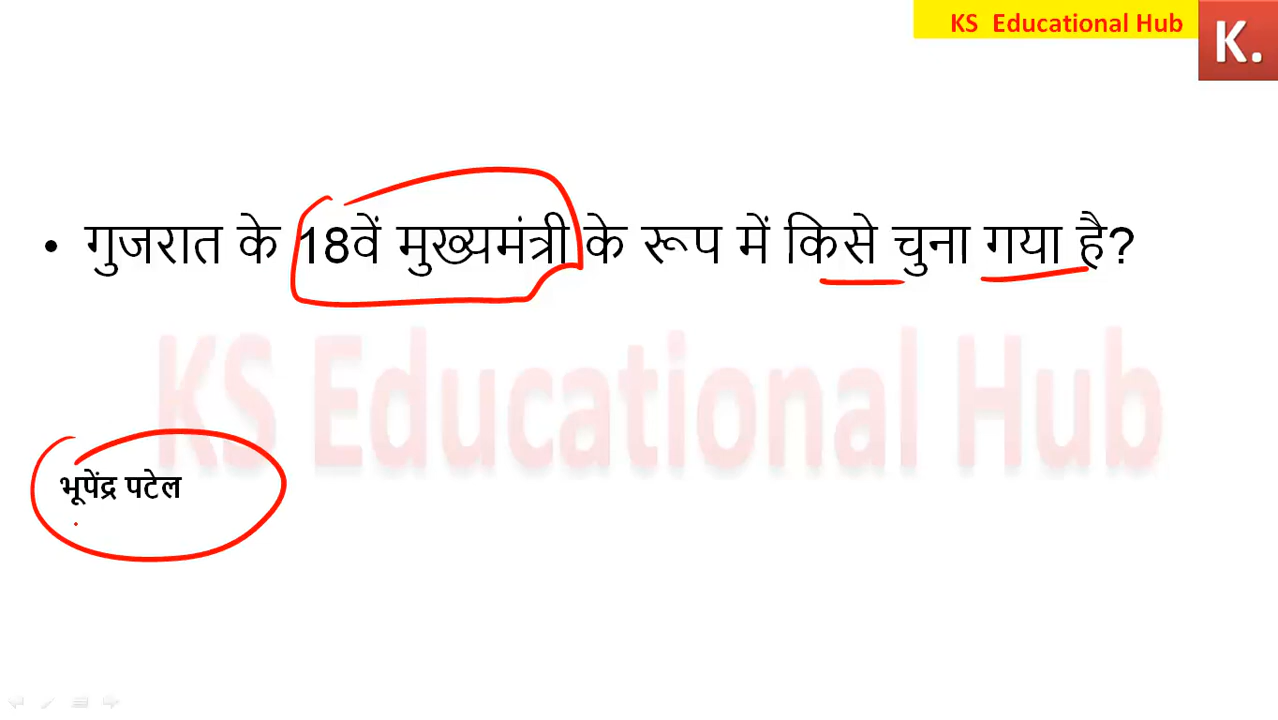 KS Educational Hub
K.
• गुजरात के 18वें मुख्यमंत्री के रूप में किसे चुना गया है?
KS Educational Hub
भूपेंद्र पटेल